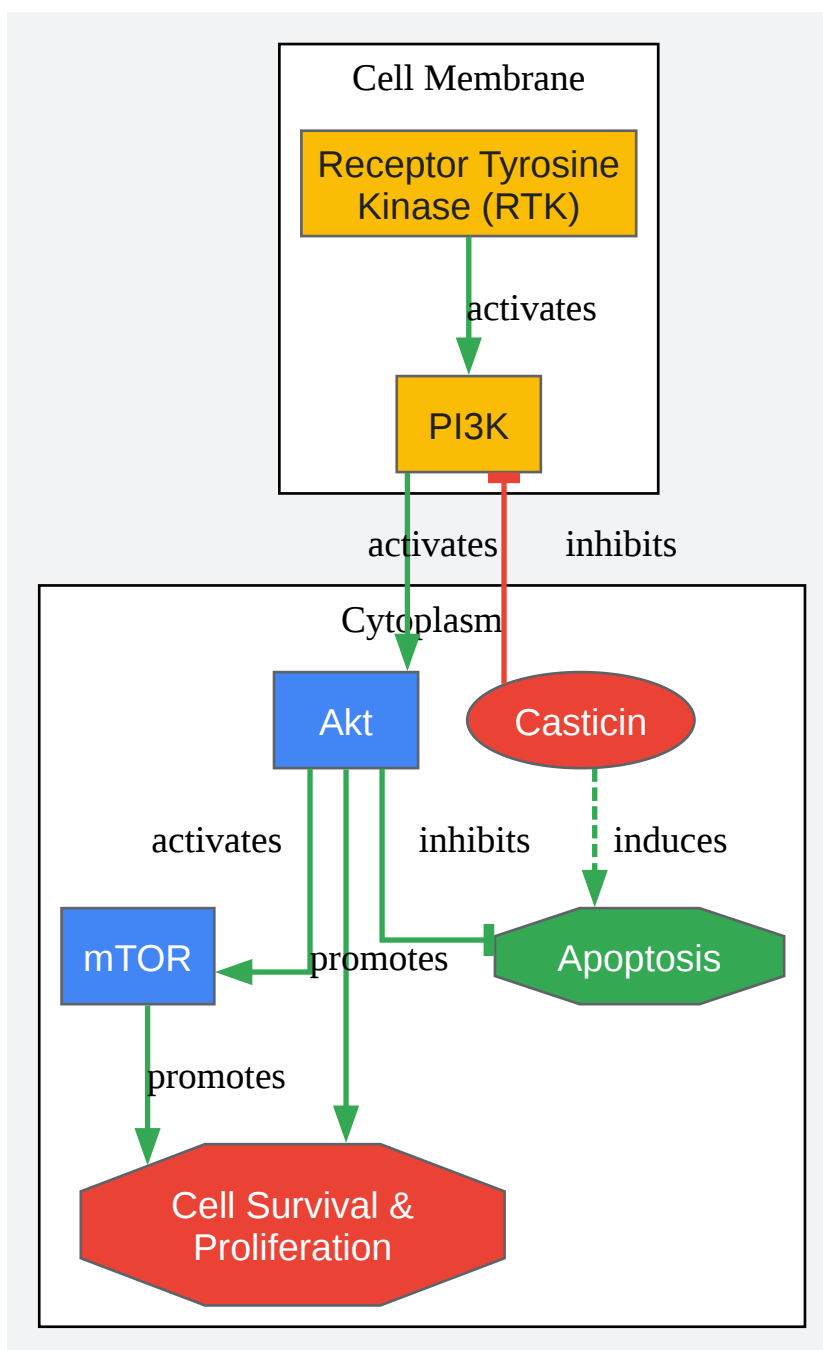 Cell Membrane
Receptor Tyrosine
Kinase (RTK)
activates
PI3K
activates
inhibits
Cytoplasm
Akt
Casticin
activates
inhibits
induces
mTOR
promotes
Apoptosis
promotes
Cell Survival &
Proliferation